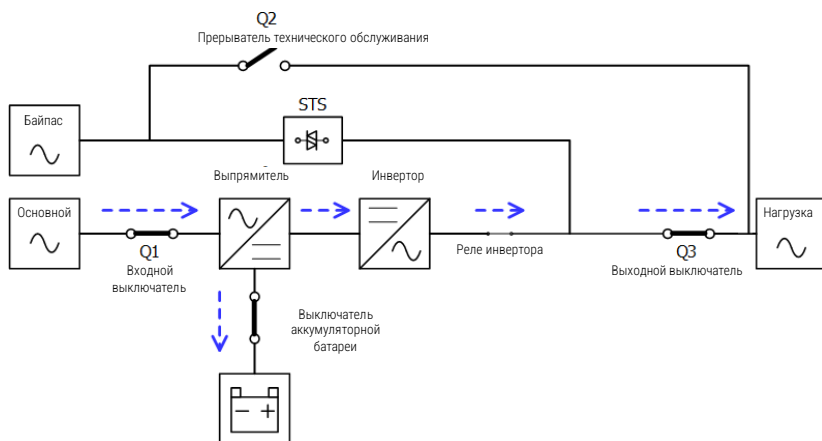 Q2
Прерыватель технического обслуживания
STS
Байпас
Выпрямитель
Инвертор
Основной
Нагрузка
Q1
Входной
выключатель
Реле инвертора
Q3
Выходной выключатель
Выключатель
аккумуляторной
батареи